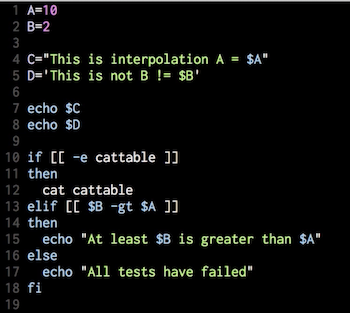 1 A=10
2 B=2
3
4 C="This is interpolation A = $A"
5 D='This is not B != $B'
6
7 echo $C
8 echo $D
9
10 if [[ -e cattable ]]
11 then
12   cat cattable
13 elif [[ $B -gt $A ]]
14 then
15   echo "At least $B is greater than $A"
16 else
17   echo "All tests have failed"
18 fi
19